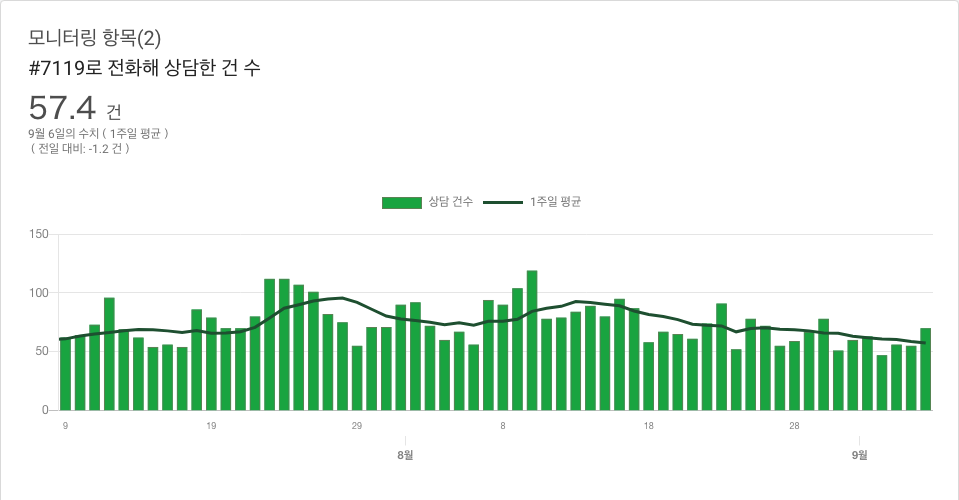 모니터링 항목(2)
#7119로 전화해 상담한 건 수
57.4 건
9월 6일의 수치 ( 1주일 평균 )
( 전일 대비: -1.2 건 )
상담 건수 1주일 평균
150
100
50
0
9 19 29 8 18 28
8월 9월